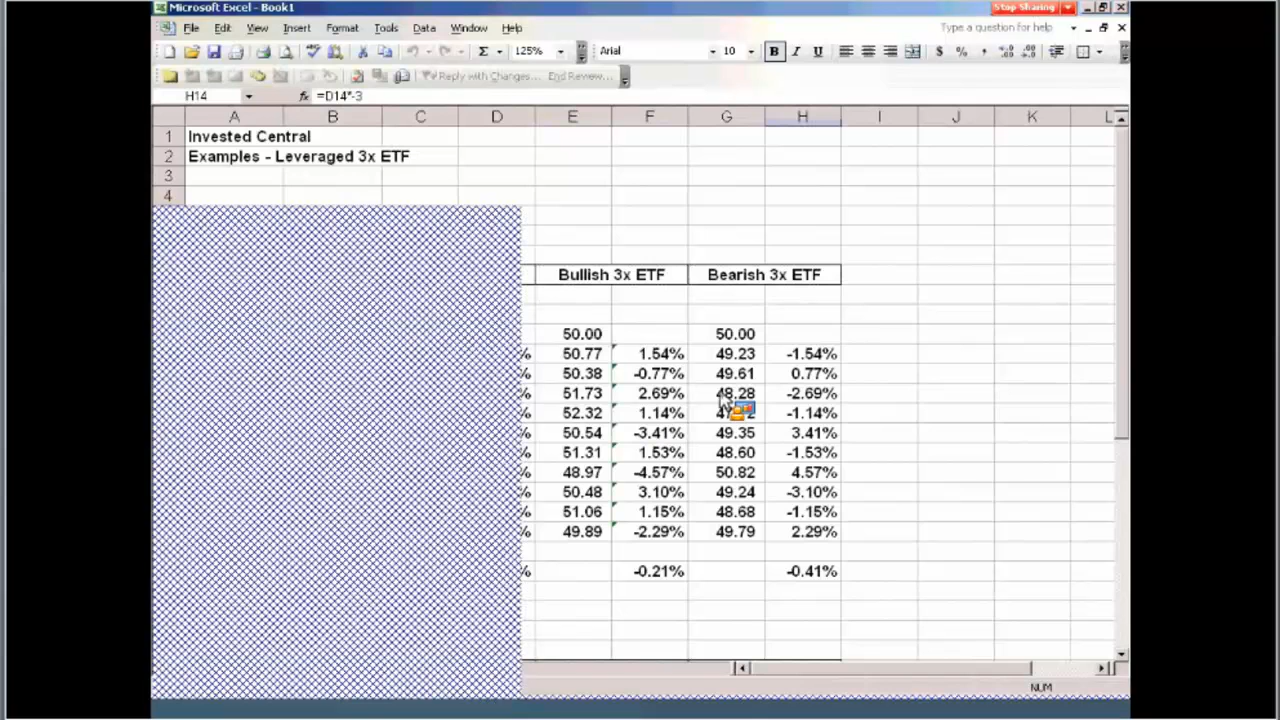 Microsoft Excel - Book1 Stop Sharing
File Edit View Insert Format Tools Data Window Help Type a question for help
Σ 125% Arial 10 B I U $ % ,
Reply with Changes... End Review...
H14 fx =D14*-3
A B C D E F G H I J K L
1 Invested Central
2 Examples - Leveraged 3x ETF
3
4
Bullish 3x ETF Bearish 3x ETF
50.00 50.00
% 50.77 1.54% 49.23 -1.54%
% 50.38 -0.77% 49.61 0.77%
% 51.73 2.69% 48.28 -2.69%
% 52.32 1.14% -1.14%
% 50.54 -3.41% 49.35 3.41%
% 51.31 1.53% 48.60 -1.53%
% 48.97 -4.57% 50.82 4.57%
% 50.48 3.10% 49.24 -3.10%
% 51.06 1.15% 48.68 -1.15%
% 49.89 -2.29% 49.79 2.29%
% -0.21% -0.41%
NUM